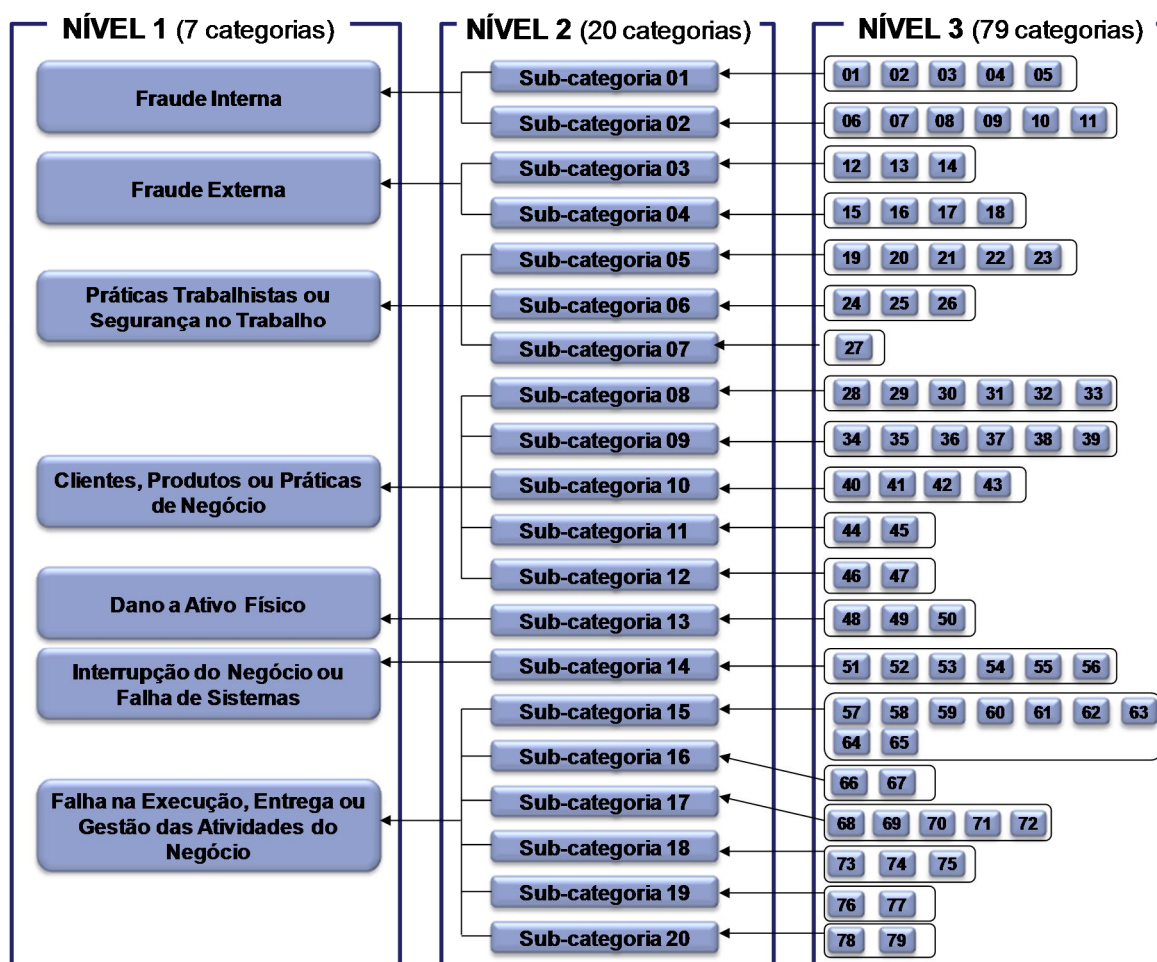 NÍVEL 1 (7 categorias)
Fraude Interna
Fraude Externa
Práticas Trabalhistas ou
Segurança no Trabalho
Clientes, Produtos ou Práticas
de Negócio
Dano a Ativo Físico
Interrupção do Negócio ou
Falha de Sistemas
Falha na Execução, Entrega ou
Gestão das Atividades do
Negócio
NÍVEL 2 (20 categorias)
Sub-categoria 01
Sub-categoria 02
Sub-categoria 03
Sub-categoria 04
Sub-categoria 05
Sub-categoria 06
Sub-categoria 07
Sub-categoria 08
Sub-categoria 09
Sub-categoria 10
Sub-categoria 11
Sub-categoria 12
Sub-categoria 13
Sub-categoria 14
Sub-categoria 15
Sub-categoria 16
Sub-categoria 17
Sub-categoria 18
Sub-categoria 19
Sub-categoria 20
NÍVEL 3 (79 categorias)
01 02 03 04 05
06 07 08 09 10 11
12 13 14
15 16 17 18
19 20 21 22 23
24 25 26
27
28 29 30 31 32 33
34 35 36 37 38 39
40 41 42 43
44 45
46 47
48 49 50
51 52 53 54 55 56
57 58 59 60 61 62 63
64 65
66 67
68 69 70 71 72
73 74 75
76 77
78 79